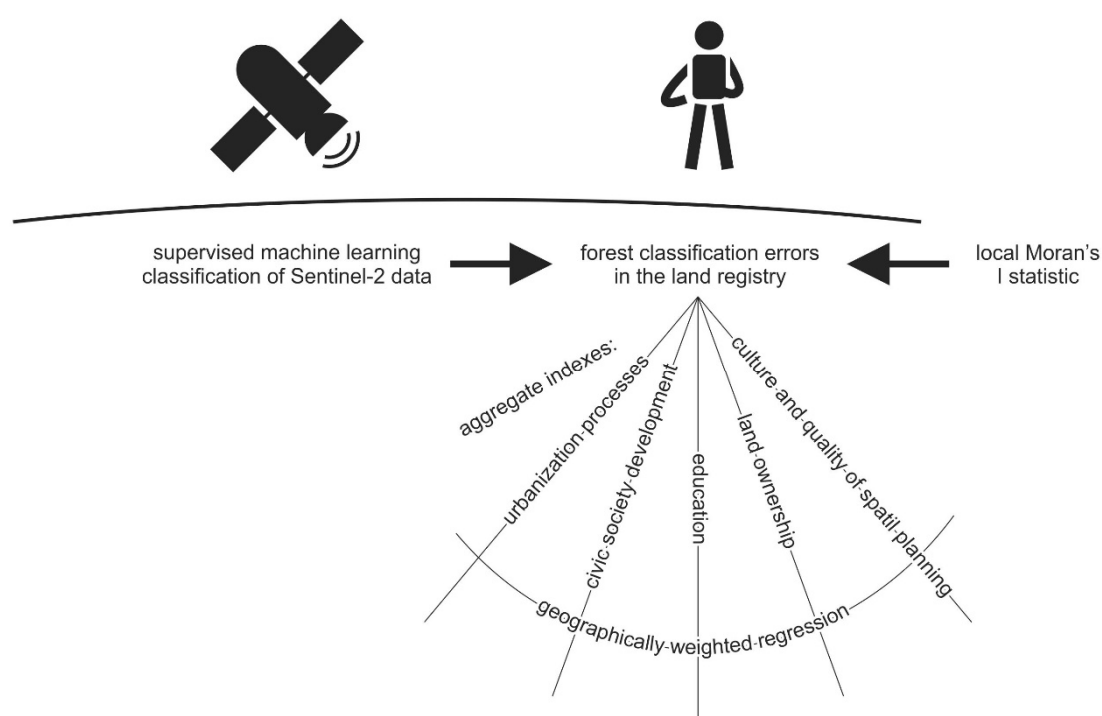 supervised machine learning
classification of Sentinel-2 data
forest classification errors
in the land registry
local Moran's
I statistic
aggregate indexes:
urbanization processes
civic society development
education
land ownership
culture and quality of spatil planning
geographically weighted regression